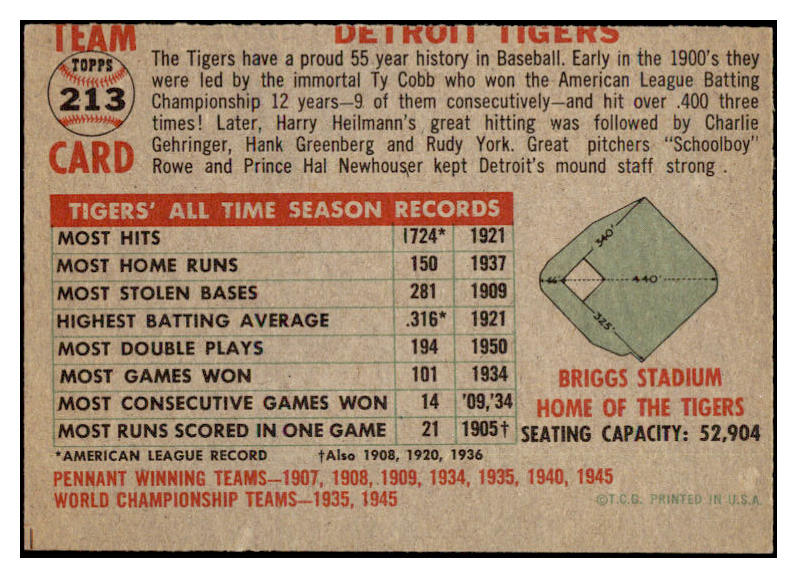 TEAM
TOPPS
213
CARD
DETROIT TIGERS
The Tigers have a proud 55 year history in Baseball. Early in the 1900's they
were led by the immortal Ty Cobb who won the American League Batting
Championship 12 years—9 of them consecutively—and hit over .400 three
times! Later, Harry Heilmann's great hitting was followed by Charlie
Gehringer, Hank Greenberg and Rudy York. Great pitchers "Schoolboy"
Rowe and Prince Hal Newhouser kept Detroit's mound staff strong .
TIGERS' ALL TIME SEASON RECORDS
MOST HITS 1724* 1921
MOST HOME RUNS 150 1937
MOST STOLEN BASES 281 1909
HIGHEST BATTING AVERAGE .316* 1921
MOST DOUBLE PLAYS 194 1950
MOST GAMES WON 101 1934
MOST CONSECUTIVE GAMES WON 14 '09,'34
MOST RUNS SCORED IN ONE GAME 21 1905†
*AMERICAN LEAGUE RECORD †Also 1908, 1920, 1936
PENNANT WINNING TEAMS—1907, 1908, 1909, 1934, 1935, 1940, 1945
WORLD CHAMPIONSHIP TEAMS—1935, 1945
340'
440'
325'
BRIGGS STADIUM
HOME OF THE TIGERS
SEATING CAPACITY: 52,904
©T.C.G. PRINTED IN U.S.A.